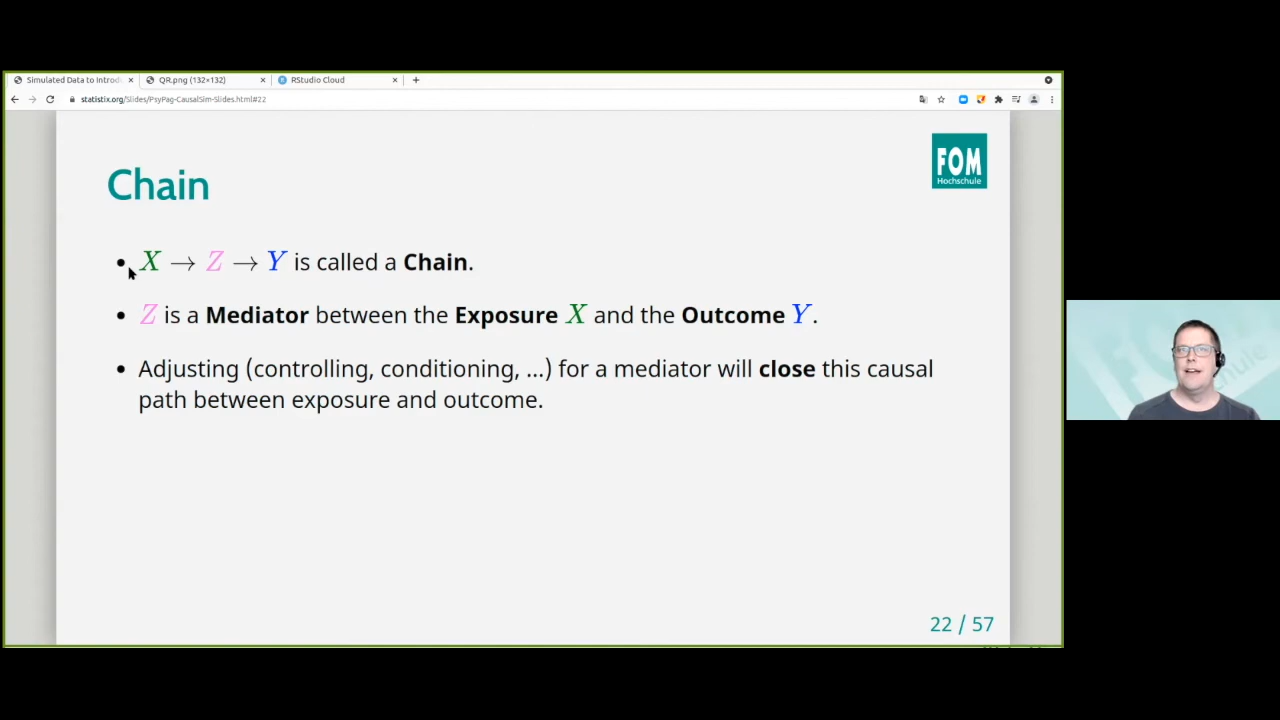 Simulated Data to Introd
QR.png (132×132)
RStudio Cloud
statistix.org/Slides/PsyPag-CausalSim-Slides.html#22
FOM
Hochschule
Chain
• X → Z → Y is called a Chain.
• Z is a Mediator between the Exposure X and the Outcome Y.
• Adjusting (controlling, conditioning, ...) for a mediator will close this causal
path between exposure and outcome.
22 / 57